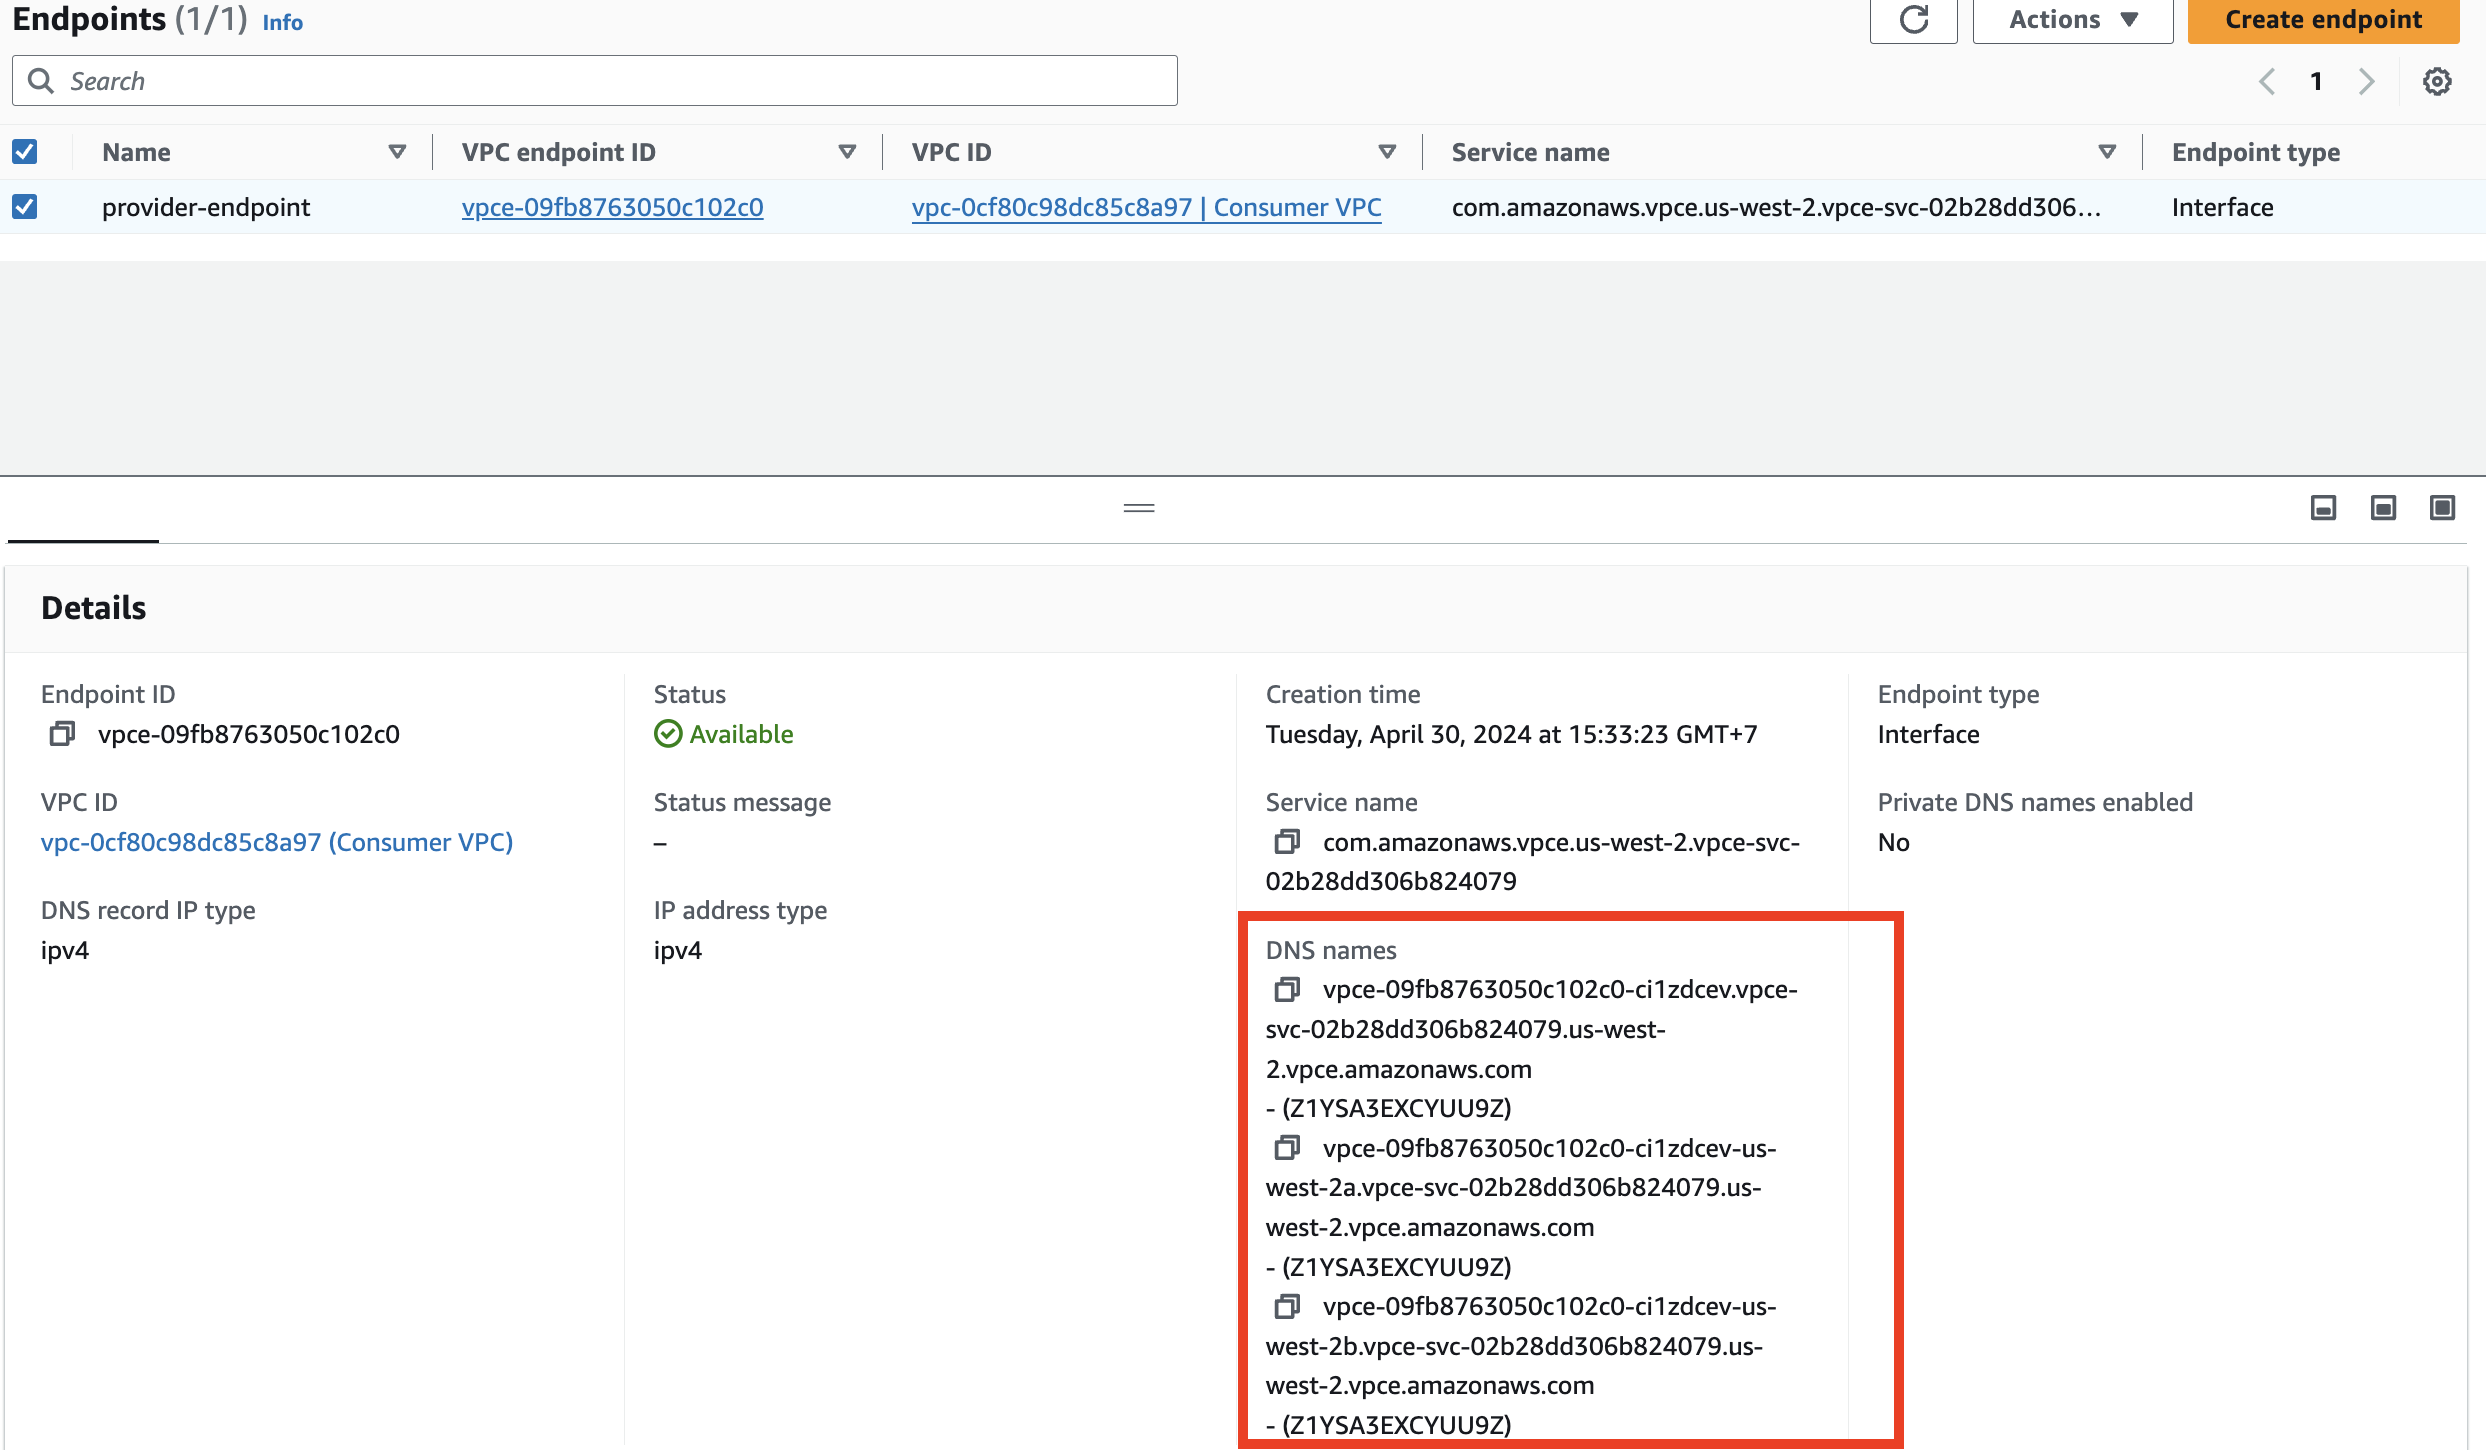 Endpoints (1/1) Info
Actions
Create endpoint
Search
1
Name
VPC endpoint ID
VPC ID
Service name
Endpoint type
provider-endpoint
vpce-09fb8763050c102c0
vpc-0cf80c98dc85c8a97 | Consumer VPC
com.amazonaws.vpce.us-west-2.vpce-svc-02b28dd306…
Interface
Details
Endpoint ID
vpce-09fb8763050c102c0
VPC ID
vpc-0cf80c98dc85c8a97 (Consumer VPC)
DNS record IP type
ipv4
Status
Available
Status message
–
IP address type
ipv4
Creation time
Tuesday, April 30, 2024 at 15:33:23 GMT+7
Service name
com.amazonaws.vpce.us-west-2.vpce-svc-
02b28dd306b824079
DNS names
vpce-09fb8763050c102c0-ci1zdcev.vpce-
svc-02b28dd306b824079.us-west-
2.vpce.amazonaws.com
- (Z1YSA3EXCYUU9Z)
vpce-09fb8763050c102c0-ci1zdcev-us-
west-2a.vpce-svc-02b28dd306b824079.us-
west-2.vpce.amazonaws.com
- (Z1YSA3EXCYUU9Z)
vpce-09fb8763050c102c0-ci1zdcev-us-
west-2b.vpce-svc-02b28dd306b824079.us-
west-2.vpce.amazonaws.com
- (Z1YSA3EXCYUU9Z)
Endpoint type
Interface
Private DNS names enabled
No